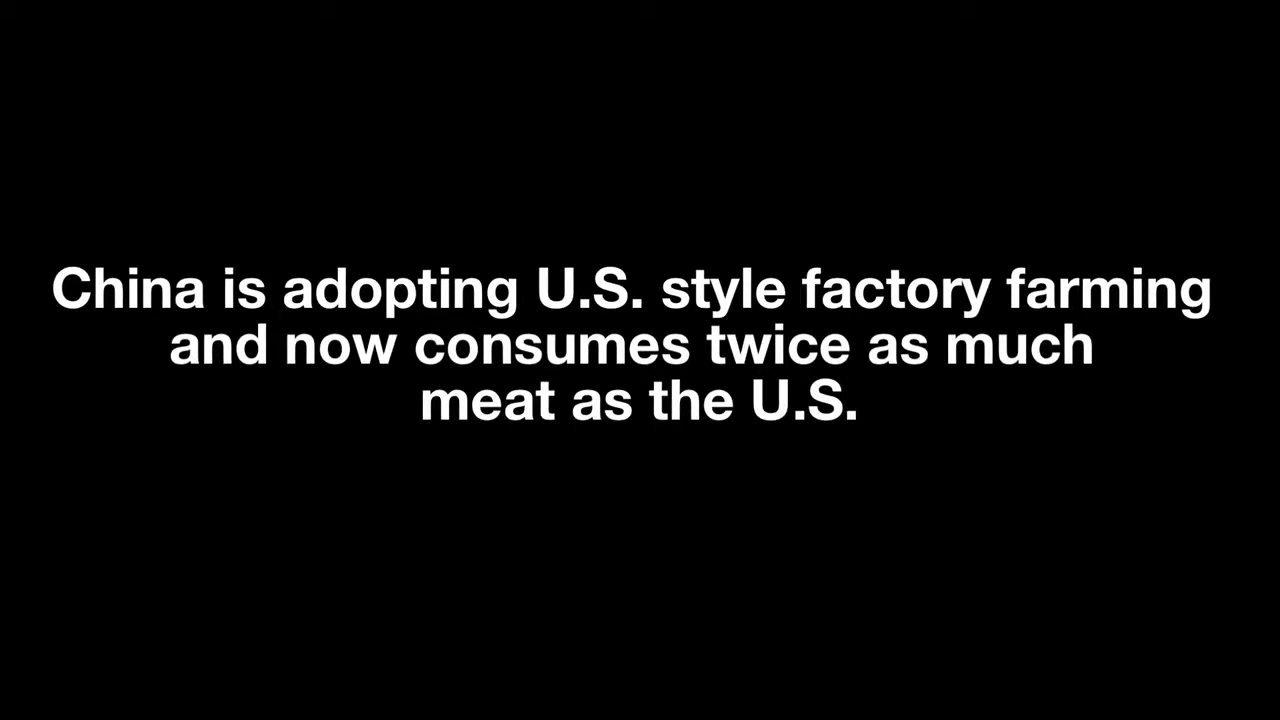 China is adopting U.S. style factory farming
and now consumes twice as much
meat as the U.S.